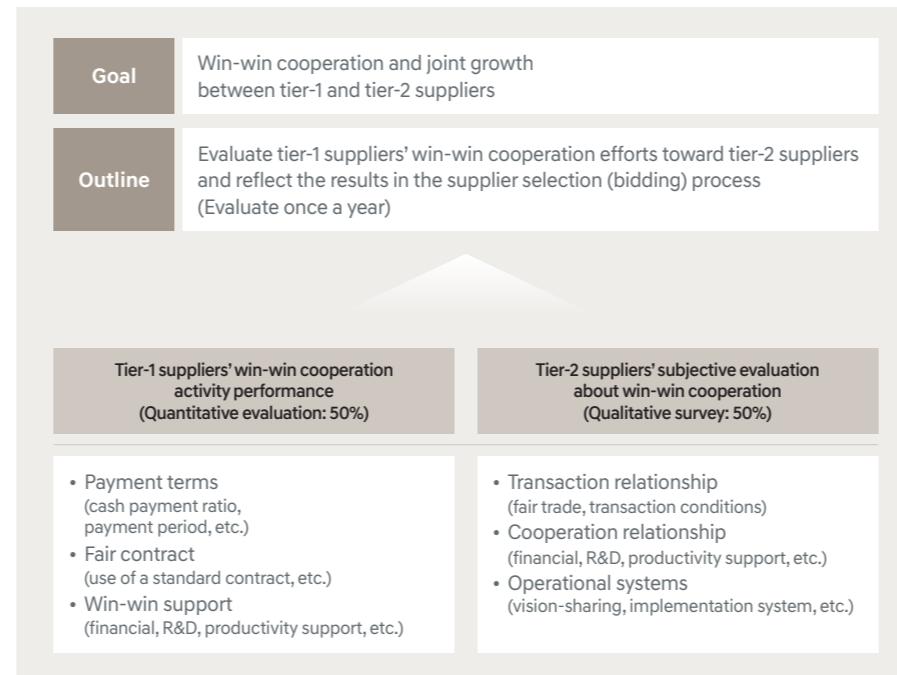 Goal
Win-win cooperation and joint growth
between tier-1 and tier-2 suppliers
Outline
Evaluate tier-1 suppliers’ win-win cooperation efforts toward tier-2 suppliers
and reflect the results in the supplier selection (bidding) process
(Evaluate once a year)
Tier-1 suppliers’ win-win cooperation
activity performance
(Quantitative evaluation: 50%)
• Payment terms
(cash payment ratio,
payment period, etc.)
• Fair contract
(use of a standard contract, etc.)
• Win-win support
(financial, R&D, productivity support, etc.)
Tier-2 suppliers’ subjective evaluation
about win-win cooperation
(Qualitative survey: 50%)
• Transaction relationship
(fair trade, transaction conditions)
• Cooperation relationship
(financial, R&D, productivity support, etc.)
• Operational systems
(vision-sharing, implementation system, etc.)